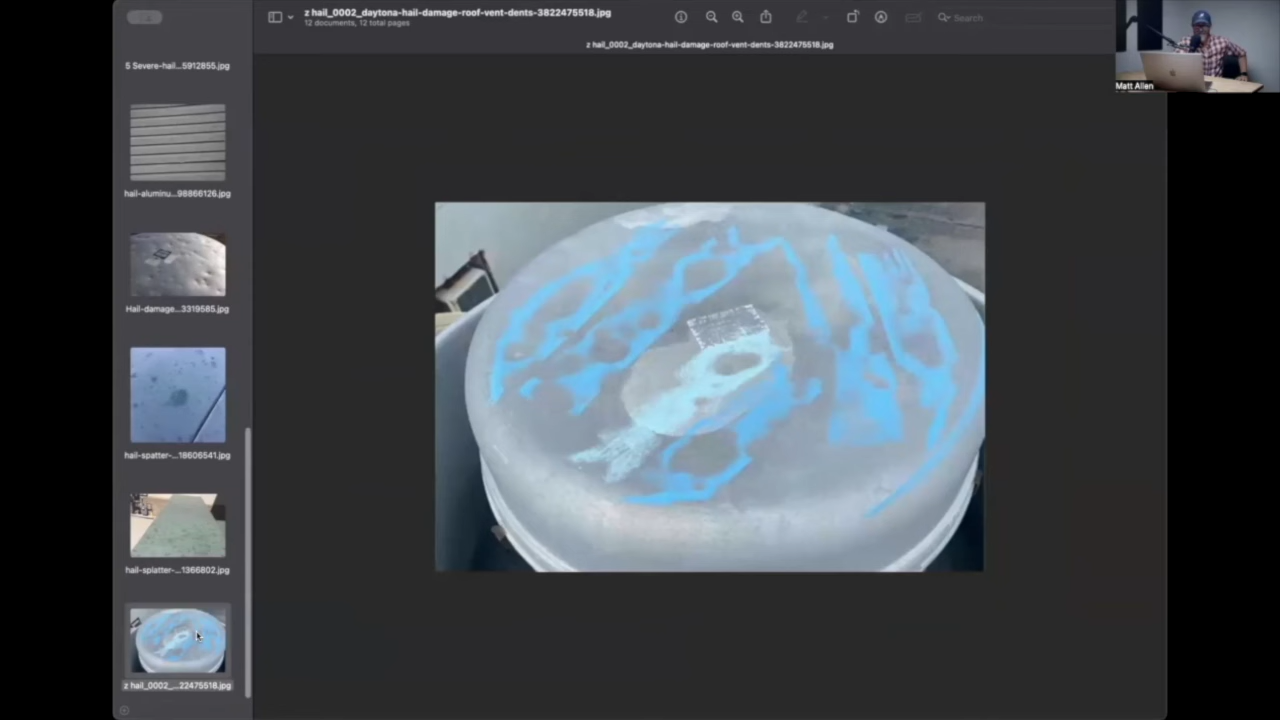 z hail_0002_daytona-hail-damage-roof-vent-dents-3822475518.jpg
12 documents, 12 total pages
Search
z hail_0002_daytona-hail-damage-roof-vent-dents-3822475518.jpg
Matt Allen
5 Severe-hail...5912855.jpg
hail-aluminu...98866126.jpg
Hail-damage...3319585.jpg
hail-spatter-...18606541.jpg
hail-splatter-...1366802.jpg
z hail_0002_...22475518.jpg